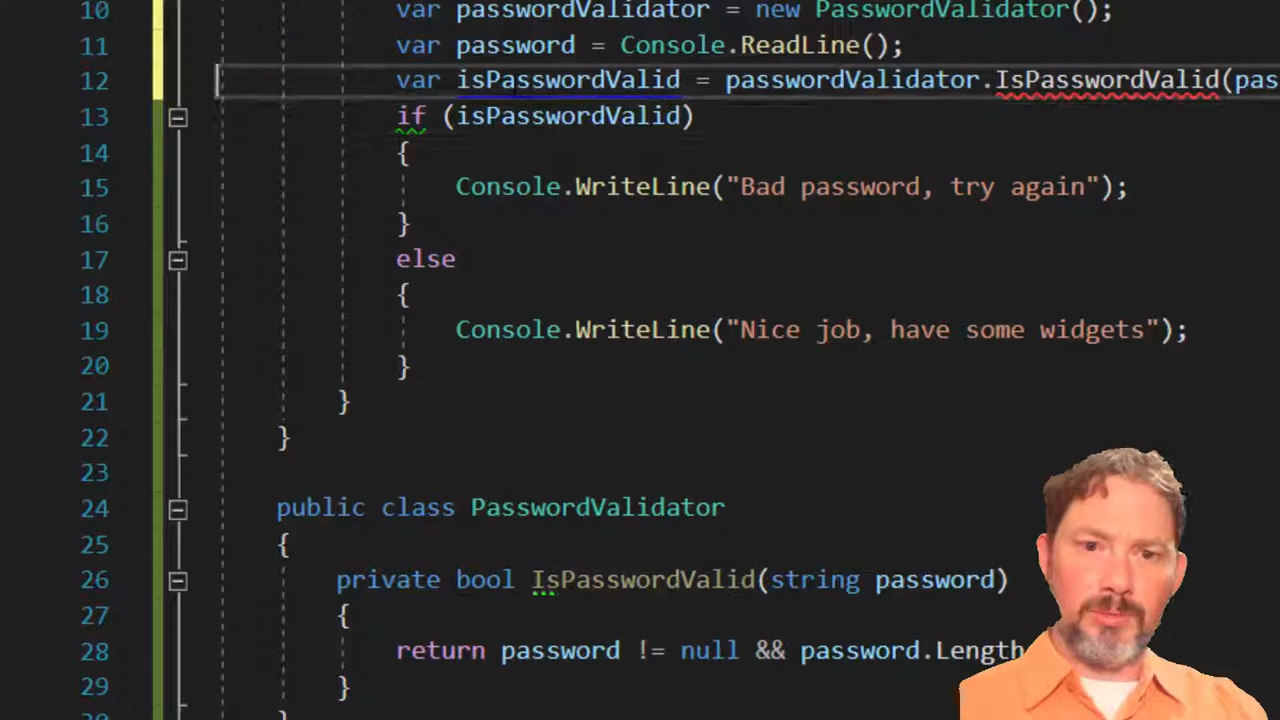 10 var passwordValidator = new PasswordValidator();
11 var password = Console.ReadLine();
12 var isPasswordValid = passwordValidator.IsPasswordValid(pas
13 if (isPasswordValid)
14 {
15 Console.WriteLine("Bad password, try again");
16 }
17 else
18 {
19 Console.WriteLine("Nice job, have some widgets");
20 }
21 }
22 }
23
24 public class PasswordValidator
25 {
26 private bool IsPasswordValid(string password)
27 {
28 return password != null && password.Length
29 }
30 }